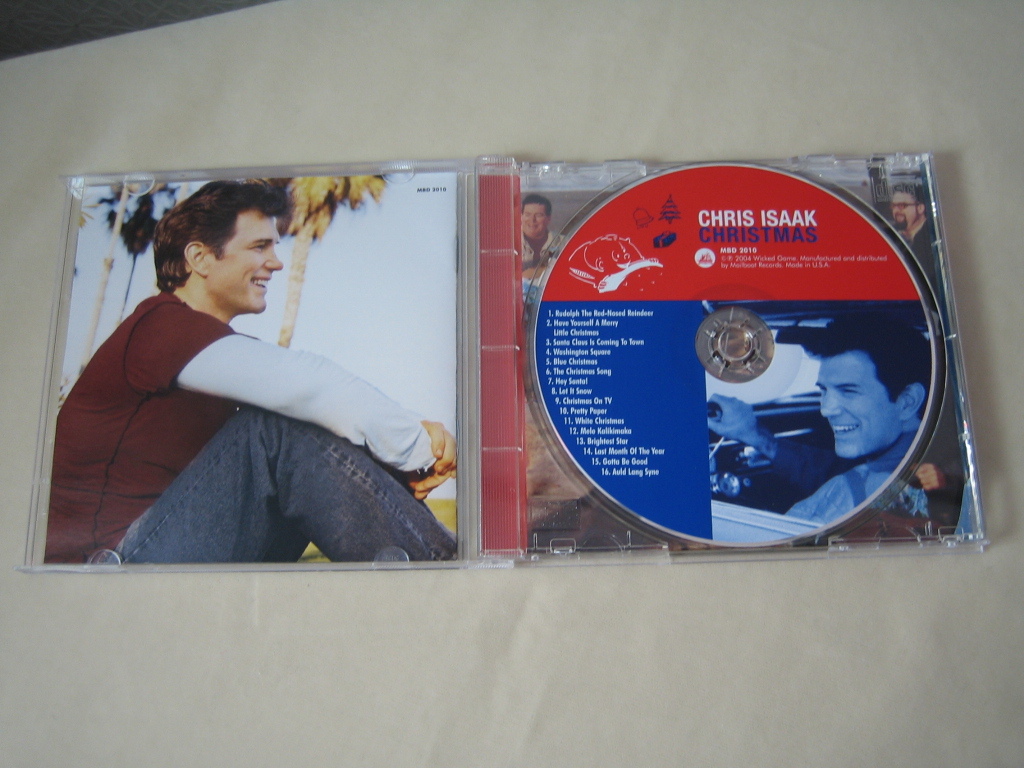 MBD 2010
CHRIS ISAAK
CHRISTMAS
MBD 2010
©℗ 2004 Wicked Game. Manufactured and distributed
by Mailboat Records. Made in U.S.A.
1. Rudolph The Red-Nosed Reindeer
2. Have Yourself A Merry
Little Christmas
3. Santa Claus Is Coming To Town
4. Washington Square
5. Blue Christmas
6. The Christmas Song
7. Hey Santa!
8. Let It Snow
9. Christmas On TV
10. Pretty Paper
11. White Christmas
12. Mele Kalikimaka
13. Brightest Star
14. Last Month Of The Year
15. Gotta Be Good
16. Auld Lang Syne